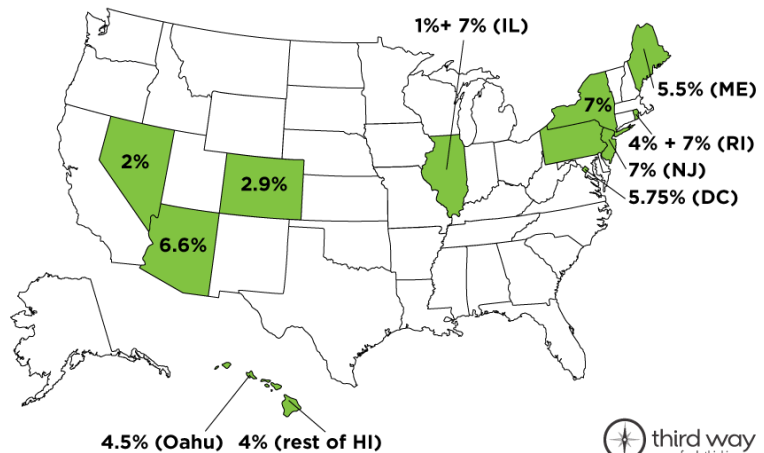 1%+ 7% (IL)
5.5% (ME)
7%
4% + 7% (RI)
7% (NJ)
5.75% (DC)
2%
2.9%
6.6%
4.5% (Oahu)
4% (rest of HI)
third way